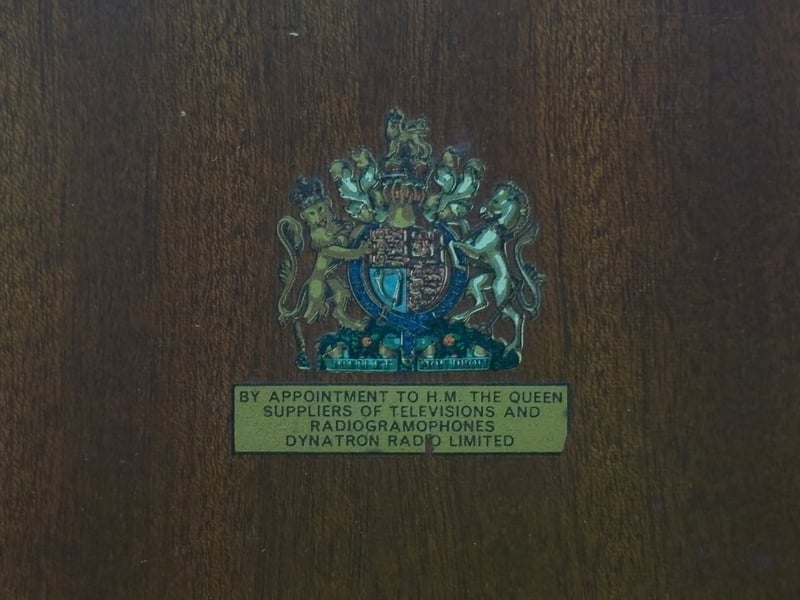 BY APPOINTMENT TO H.M. THE QUEEN
SUPPLIERS OF TELEVISIONS AND
RADIOGRAMOPHONES
DYNATRON RADIO LIMITED